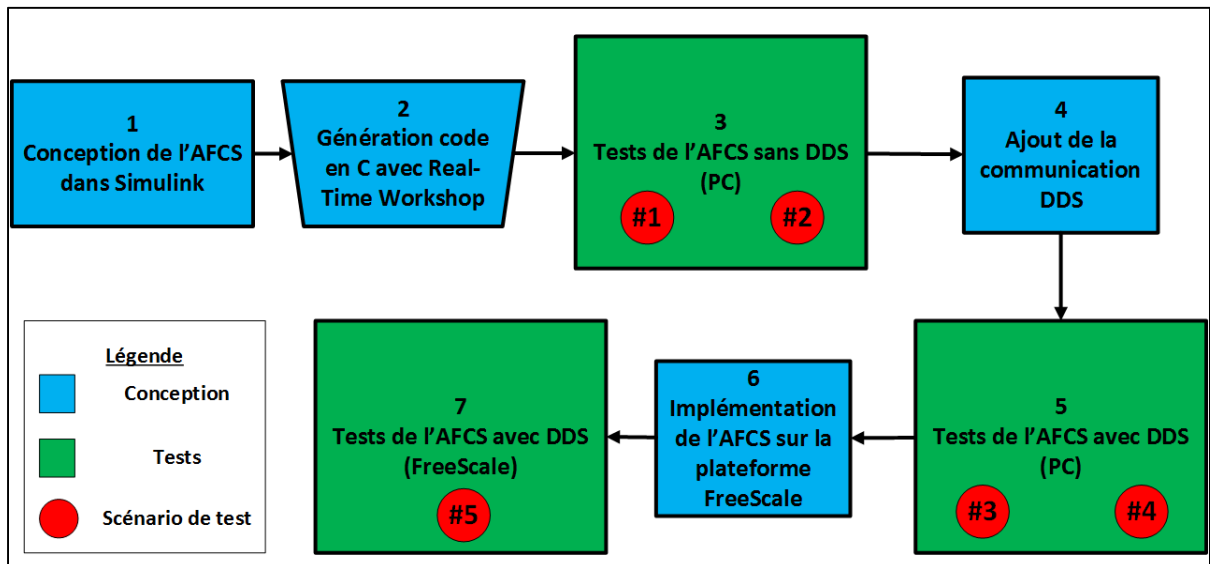 1
Conception de l'AFCS
dans Simulink
2
Génération code
en C avec Real-
Time Workshop
3
Tests de l'AFCS sans DDS
(PC)
#1
#2
4
Ajout de la
communication
DDS
5
Tests de l'AFCS avec DDS
(PC)
#3
#4
6
Implémentation
de l'AFCS sur la
plateforme
FreeScale
7
Tests de l'AFCS avec DDS
(FreeScale)
#5
Légende
Conception
Tests
Scénario de test